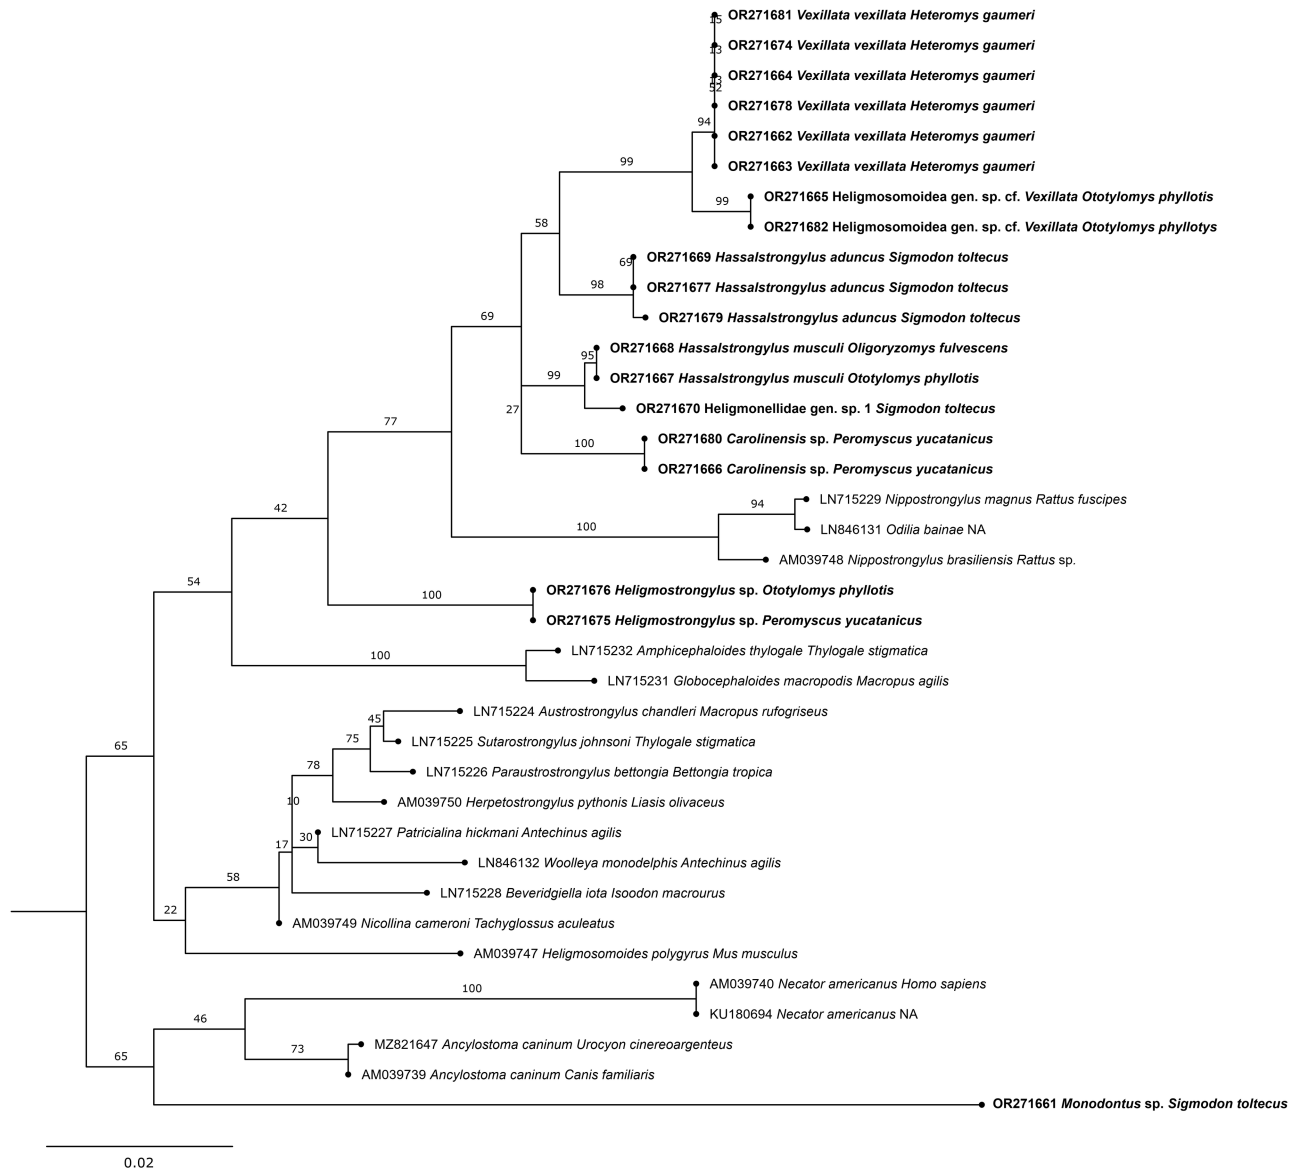 OR271681 Vexillata vexillata Heteromys gaumeri
15
OR271674 Vexillata vexillata Heteromys gaumeri
13
OR271664 Vexillata vexillata Heteromys gaumeri
13
52
OR271678 Vexillata vexillata Heteromys gaumeri
94
OR271662 Vexillata vexillata Heteromys gaumeri
99
OR271663 Vexillata vexillata Heteromys gaumeri
OR271665 Heligmosomoidea gen. sp. cf. Vexillata Ototylomys phyllotis
99
OR271682 Heligmosomoidea gen. sp. cf. Vexillata Ototylomys phyllotys
58
OR271669 Hassalstrongylus aduncus Sigmodon toltecus
69
98
OR271677 Hassalstrongylus aduncus Sigmodon toltecus
69
OR271679 Hassalstrongylus aduncus Sigmodon toltecus
OR271668 Hassalstrongylus musculi Oligoryzomys fulvescens
95
99
OR271667 Hassalstrongylus musculi Ototylomys phyllotis
27
OR271670 Heligmonellidae gen. sp. 1 Sigmodon toltecus
77
OR271680 Carolinensis sp. Peromyscus yucatanicus
100
OR271666 Carolinensis sp. Peromyscus yucatanicus
LN715229 Nippostrongylus magnus Rattus fuscipes
94
42
LN846131 Odilia bainae NA
100
AM039748 Nippostrongylus brasiliensis Rattus sp.
54
OR271676 Heligmostrongylus sp. Ototylomys phyllotis
100
OR271675 Heligmostrongylus sp. Peromyscus yucatanicus
LN715232 Amphicephaloides thylogale Thylogale stigmatica
100
LN715231 Globocephaloides macropodis Macropus agilis
LN715224 Austrostrongylus chandleri Macropus rufogriseus
45
75
LN715225 Sutarostrongylus johnsoni Thylogale stigmatica
65
78
LN715226 Paraustrostrongylus bettongia Bettongia tropica
10
AM039750 Herpetostrongylus pythonis Liasis olivaceus
LN715227 Patricialina hickmani Antechinus agilis
30
17
LN846132 Woolleya monodelphis Antechinus agilis
58
LN715228 Beveridgiella iota Isoodon macrourus
22
AM039749 Nicollina cameroni Tachyglossus aculeatus
AM039747 Heligmosomoides polygyrus Mus musculus
AM039740 Necator americanus Homo sapiens
100
KU180694 Necator americanus NA
46
MZ821647 Ancylostoma caninum Urocyon cinereoargenteus
73
65
AM039739 Ancylostoma caninum Canis familiaris
OR271661 Monodontus sp. Sigmodon toltecus
0.02